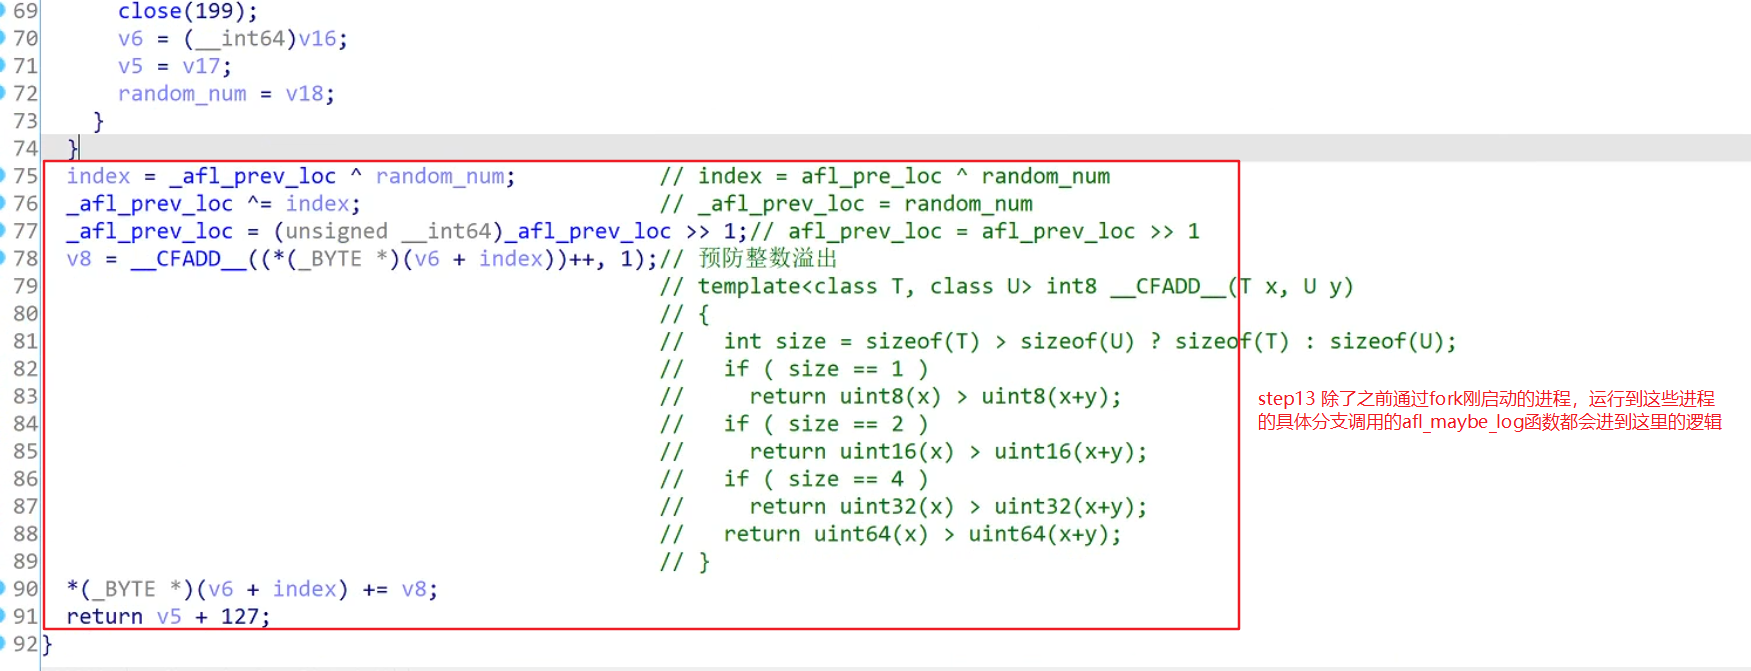 69 close(199);
70 v6 = (__int64)v16;
71 v5 = v17;
72 random_num = v18;
73 }
74 }
75 index = _afl_prev_loc ^ random_num; // index = afl_pre_loc ^ random_num
76 _afl_prev_loc ^= index; // _afl_prev_loc = random_num
77 _afl_prev_loc = (unsigned __int64)_afl_prev_loc >> 1;// afl_prev_loc = afl_prev_loc >> 1
78 v8 = __CFADD__((*(_BYTE *)(v6 + index))++, 1);// 预防整数溢出
79 // template<class T, class U> int8 __CFADD__(T x, U y)
80 // {
81 // int size = sizeof(T) > sizeof(U) ? sizeof(T) : sizeof(U);
82 // if ( size == 1 )
83 // return uint8(x) > uint8(x+y);
84 // if ( size == 2 )
85 // return uint16(x) > uint16(x+y);
86 // if ( size == 4 )
87 // return uint32(x) > uint32(x+y);
88 // return uint64(x) > uint64(x+y);
89 // }
90 *(_BYTE *)(v6 + index) += v8;
91 return v5 + 127;
92 }
step13 除了之前通过fork刚启动的进程，运行到这些进程
的具体分支调用的afl_maybe_log函数都会进到这里的逻辑